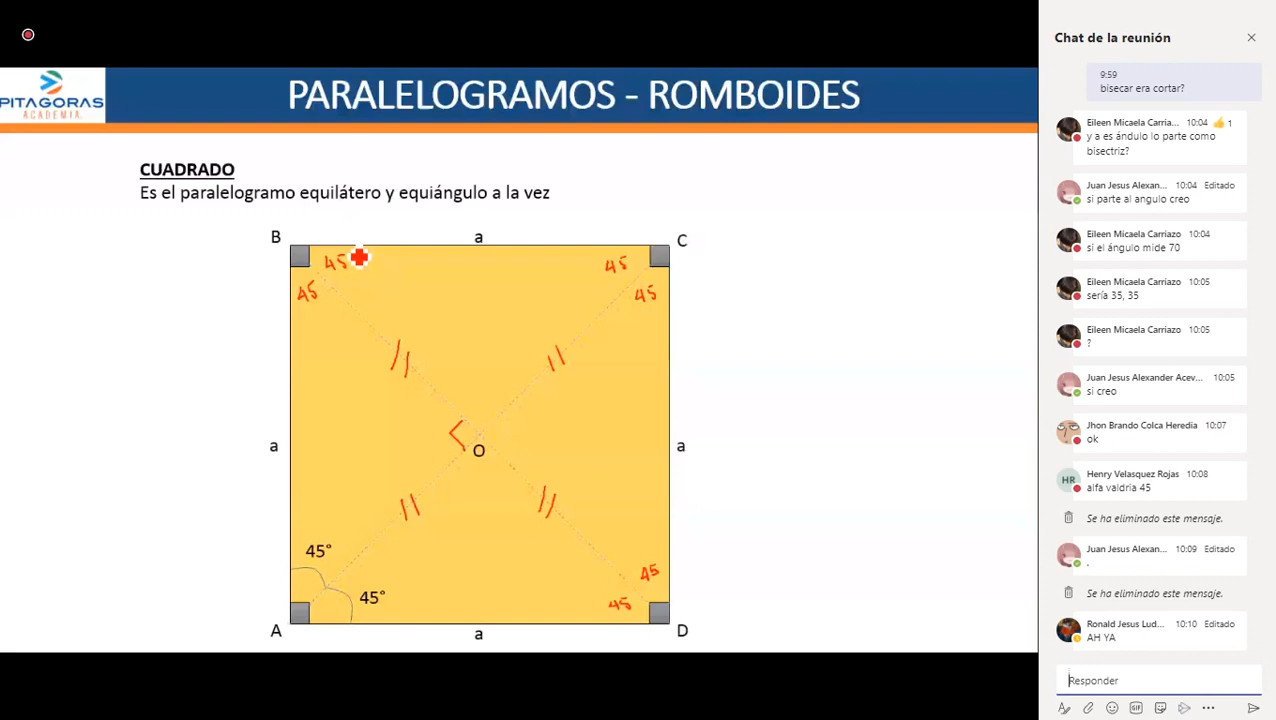 PITAGORAS
ACADEMIA
PARALELOGRAMOS - ROMBOIDES
CUADRADO
Es el paralelogramo equilátero y equiángulo a la vez
B
a
C
45
45
45
45
a
O
a
45°
45°
45
45
A
a
D
Chat de la reunión
9:59
bisecar era cortar?
Eileen Micaela Carria... 10:04 👍 1
y a es ándulo lo parte como
bisectriz?
Juan Jesus Alexan... 10:04 Editado
si parte al angulo creo
Eileen Micaela Carriazo 10:04
si el ángulo mide 70
Eileen Micaela Carriazo 10:05
sería 35, 35
Eileen Micaela Carriazo 10:05
?
Juan Jesus Alexander Acev... 10:05
si creo
Jhon Brando Colca Heredia 10:07
ok
HR
Henry Velasquez Rojas 10:08
alfa valdria 45
Se ha eliminado este mensaje.
Juan Jesus Alexan... 10:09 Editado
.
Se ha eliminado este mensaje.
Ronald Jesus Lud... 10:10 Editado
AH YA
Responder
GIF